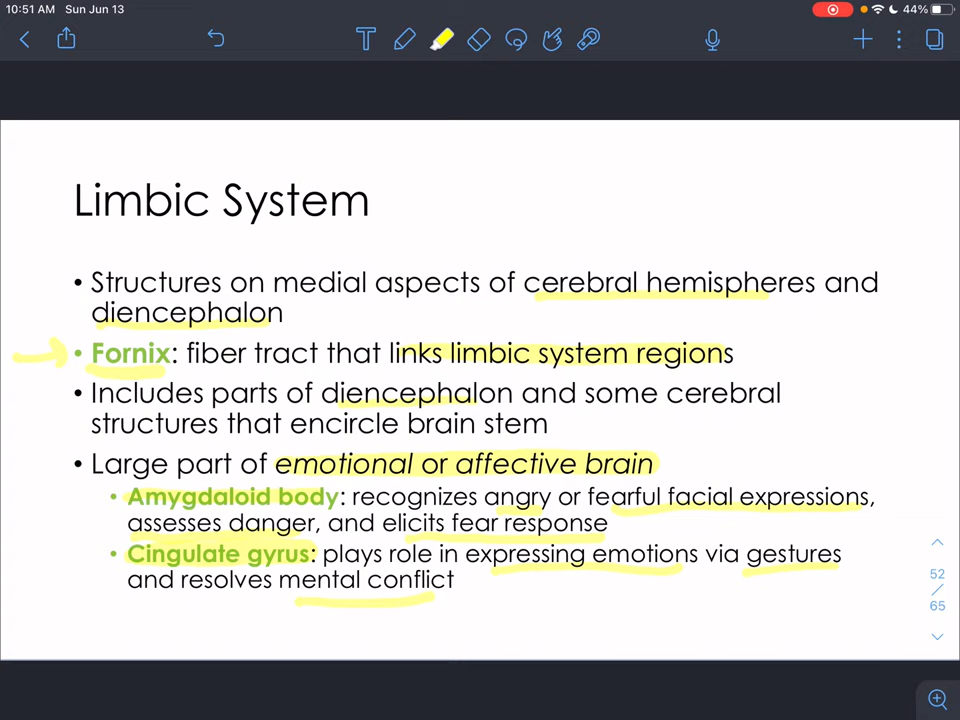 10:51 AM Sun Jun 13
44%
T
Limbic System
• Structures on medial aspects of cerebral hemispheres and
diencephalon
• Fornix: fiber tract that links limbic system regions
• Includes parts of diencephalon and some cerebral
structures that encircle brain stem
• Large part of emotional or affective brain
• Amygdaloid body: recognizes angry or fearful facial expressions,
assesses danger, and elicits fear response
• Cingulate gyrus: plays role in expressing emotions via gestures
and resolves mental conflict
52
/
65